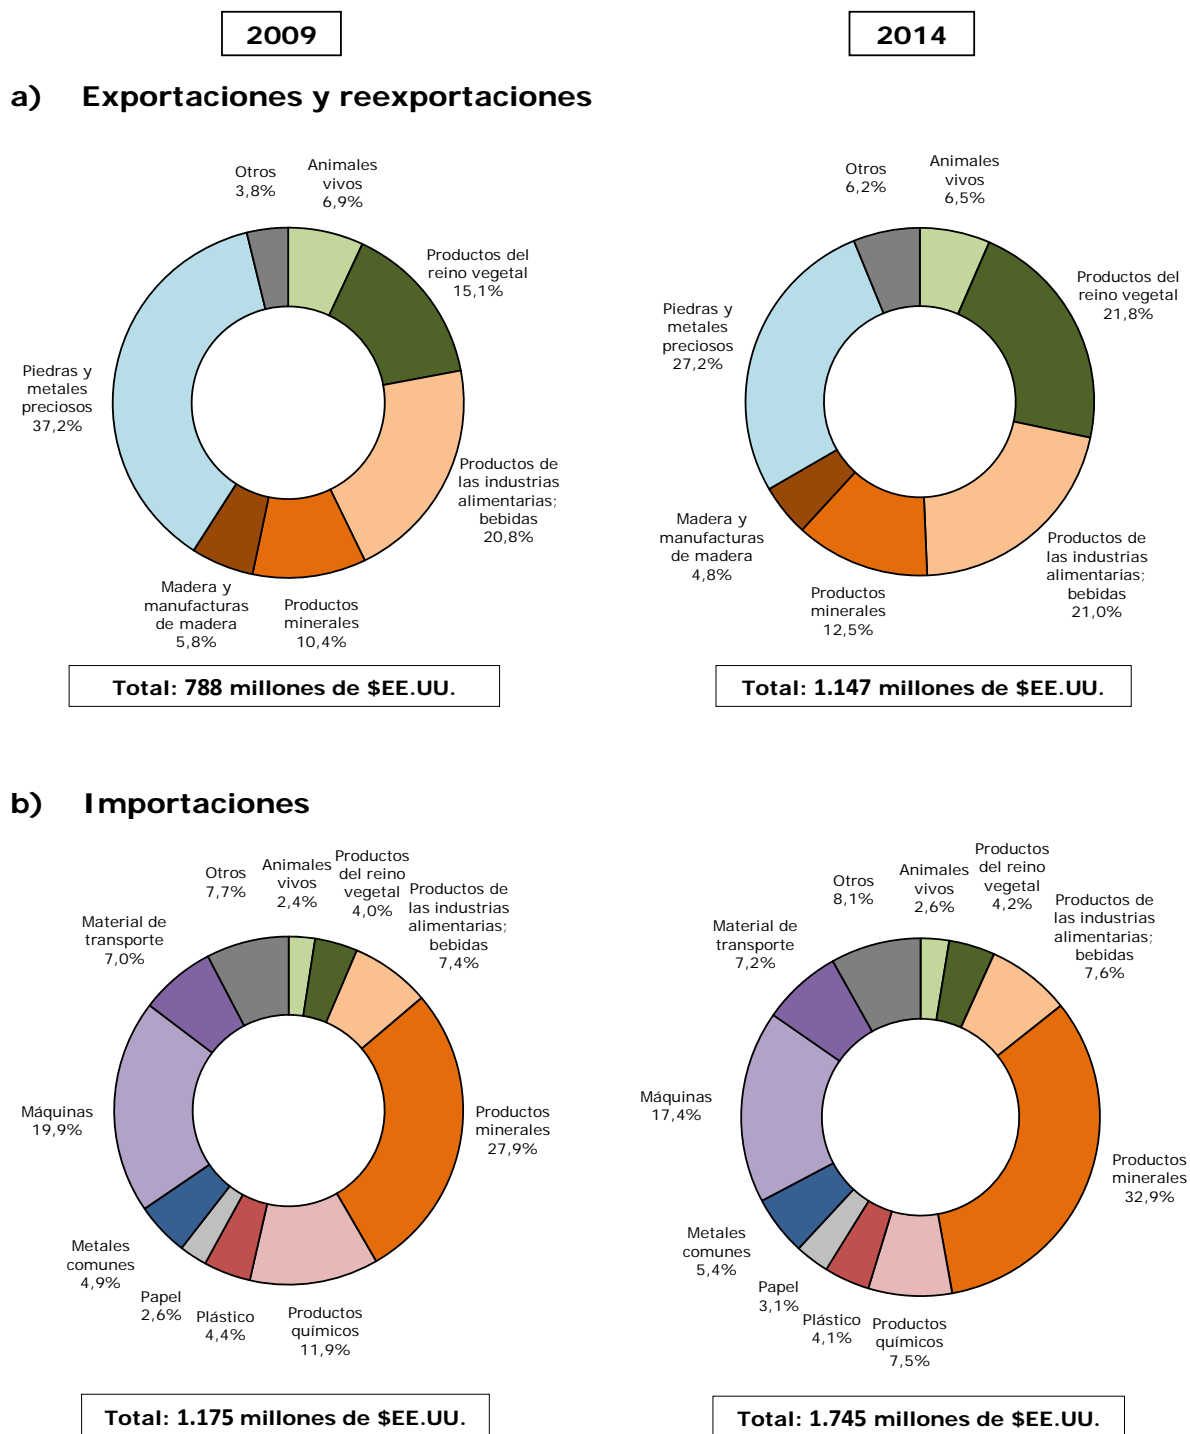 2009
2014
a) Exportaciones y reexportaciones
Otros
3,8%
Animales
vivos
6,9%
Productos del
reino vegetal
15,1%
Productos de
las industrias
alimentarias;
bebidas
20,8%
Productos
minerales
10,4%
Madera y
manufacturas
de madera
5,8%
Piedras y
metales
preciosos
37,2%
Total: 788 millones de $EE.UU.
Otros
6,2%
Animales
vivos
6,5%
Productos del
reino vegetal
21,8%
Productos de
las industrias
alimentarias;
bebidas
21,0%
Productos
minerales
12,5%
Madera y
manufacturas
de madera
4,8%
Piedras y
metales
preciosos
27,2%
Total: 1.147 millones de $EE.UU.
b) Importaciones
Otros
7,7%
Animales
vivos
2,4%
Productos
del reino
vegetal
4,0%
Productos de
las industrias
alimentarias;
bebidas
7,4%
Productos
minerales
27,9%
Productos
químicos
11,9%
Plástico
4,4%
Papel
2,6%
Metales
comunes
4,9%
Máquinas
19,9%
Material de
transporte
7,0%
Total: 1.175 millones de $EE.UU.
Otros
8,1%
Animales
vivos
2,6%
Productos
del reino
vegetal
4,2%
Productos de
las industrias
alimentarias;
bebidas
7,6%
Productos
minerales
32,9%
Productos
químicos
7,5%
Plástico
4,1%
Papel
3,1%
Metales
comunes
5,4%
Máquinas
17,4%
Material de
transporte
7,2%
Total: 1.745 millones de $EE.UU.